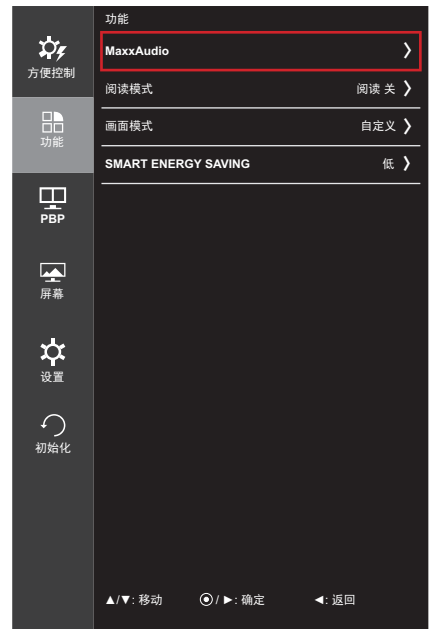 方便控制
功能
PBP
屏幕
设置
初始化
功能
MaxxAudio
阅读模式 阅读 关
画面模式 自定义
SMART ENERGY SAVING 低
▲/▼: 移动 ◉/ ►: 确定 ◄: 返回